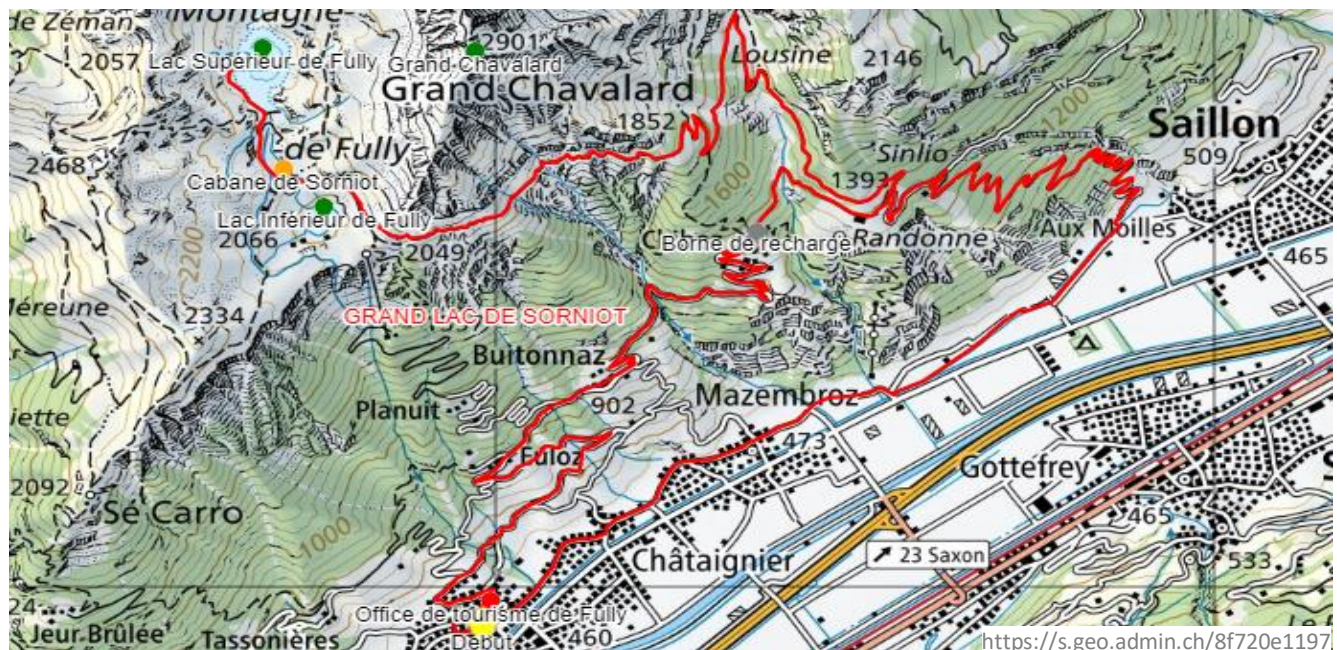 de Zéman
Montagne
2057
Lac Supérieur de Fully
2901
Grand Chavalard
Lousine
2146
Grand Chavalard
1852
1200
Saillon
2468
-de Fully
Sinlio
509
Cabane de Sorniot
1600
1393
Lac Inférieur de Fully
2066
2200
Borne de recharge
Randonne
Aux Moilles
2049
465
2334
GRAND LAC DE SORNIOT
Buitonnaz
Planuit
902
Mazembroz
Fuloz
473
Gottefrey
2092
Sé Carro
1000
465
Châtaignier
23 Saxon
533
Office de tourisme de Fully
Jeur Brûlée
Tassonières
Début
460
https://s.geo.admin.ch/8f720e1197